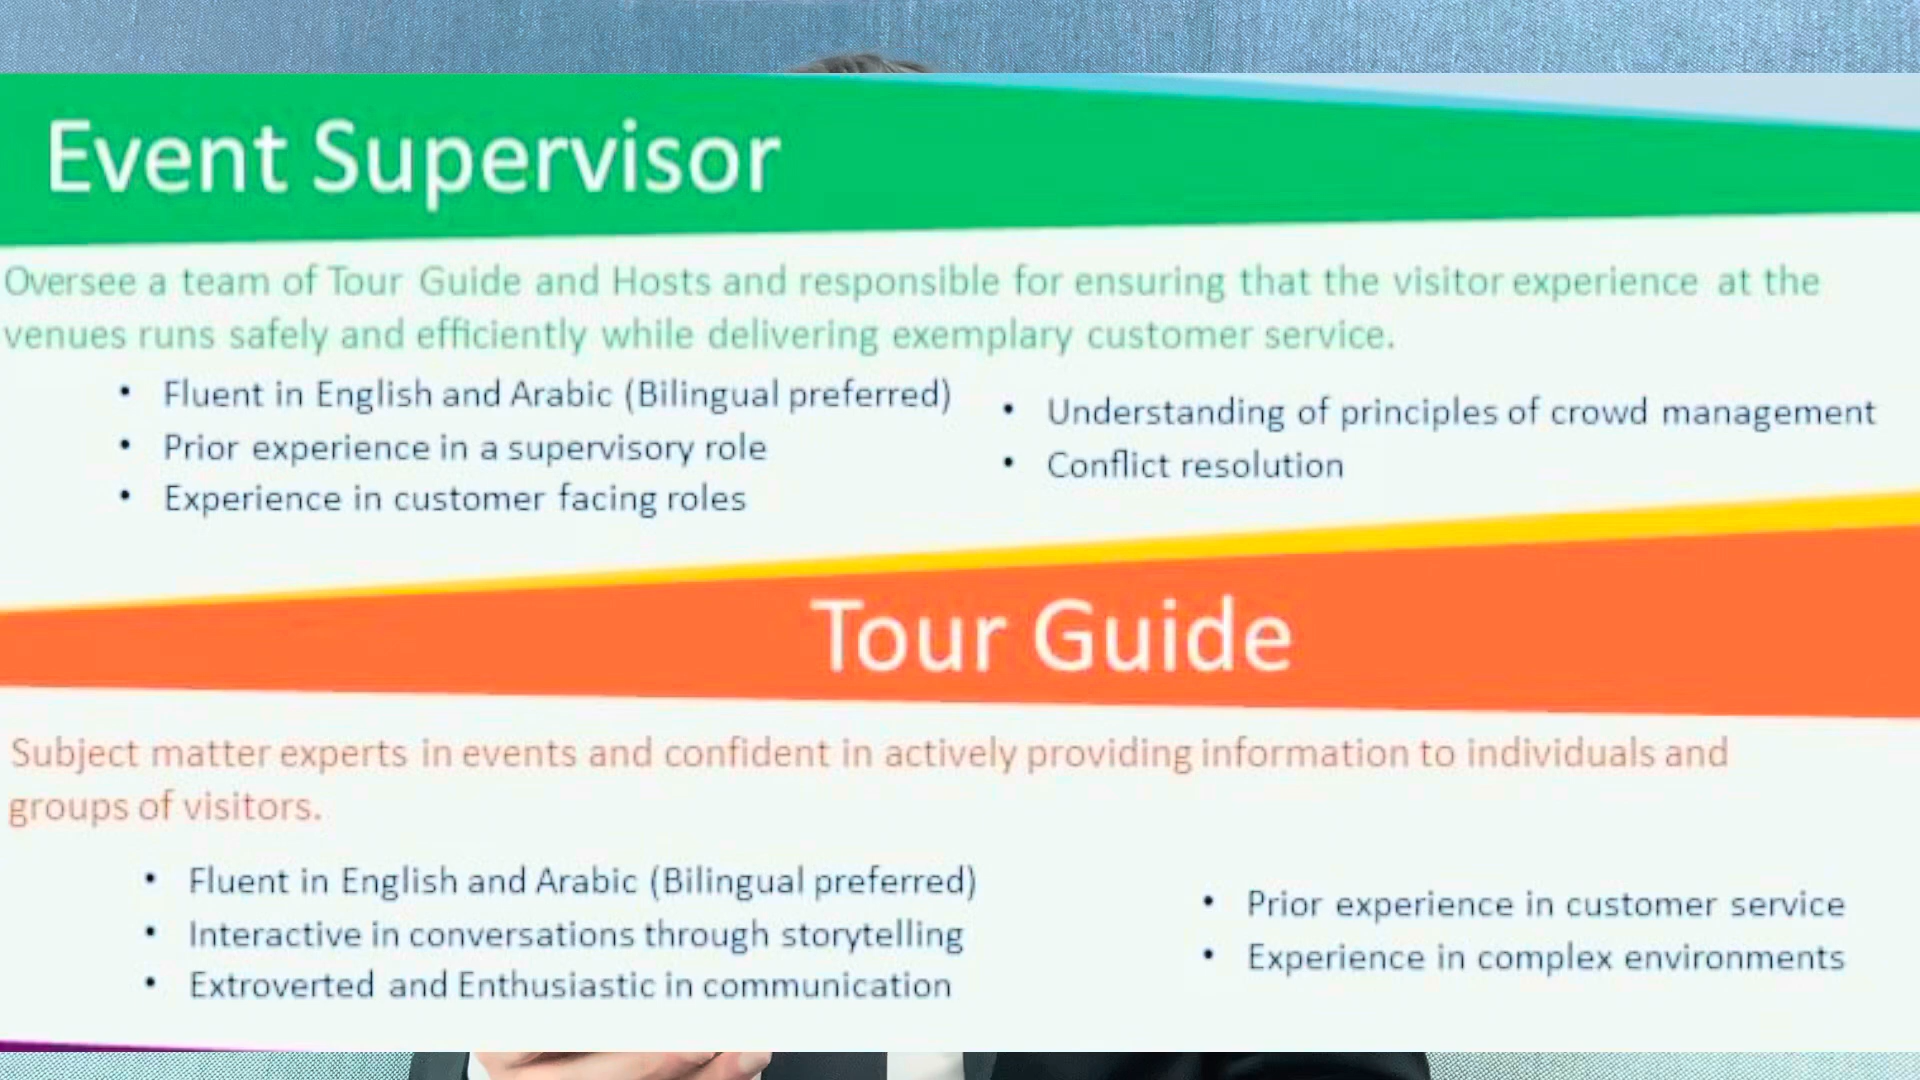 Event Supervisor
Oversee a team of Tour Guide and Hosts and responsible for ensuring that the visitor experience at the
venues runs safely and efficiently while delivering exemplary customer service.
• Fluent in English and Arabic (Bilingual preferred)
• Prior experience in a supervisory role
• Experience in customer facing roles
• Understanding of principles of crowd management
• Conflict resolution
Tour Guide
Subject matter experts in events and confident in actively providing information to individuals and
groups of visitors.
• Fluent in English and Arabic (Bilingual preferred)
• Interactive in conversations through storytelling
• Extroverted and Enthusiastic in communication
• Prior experience in customer service
• Experience in complex environments